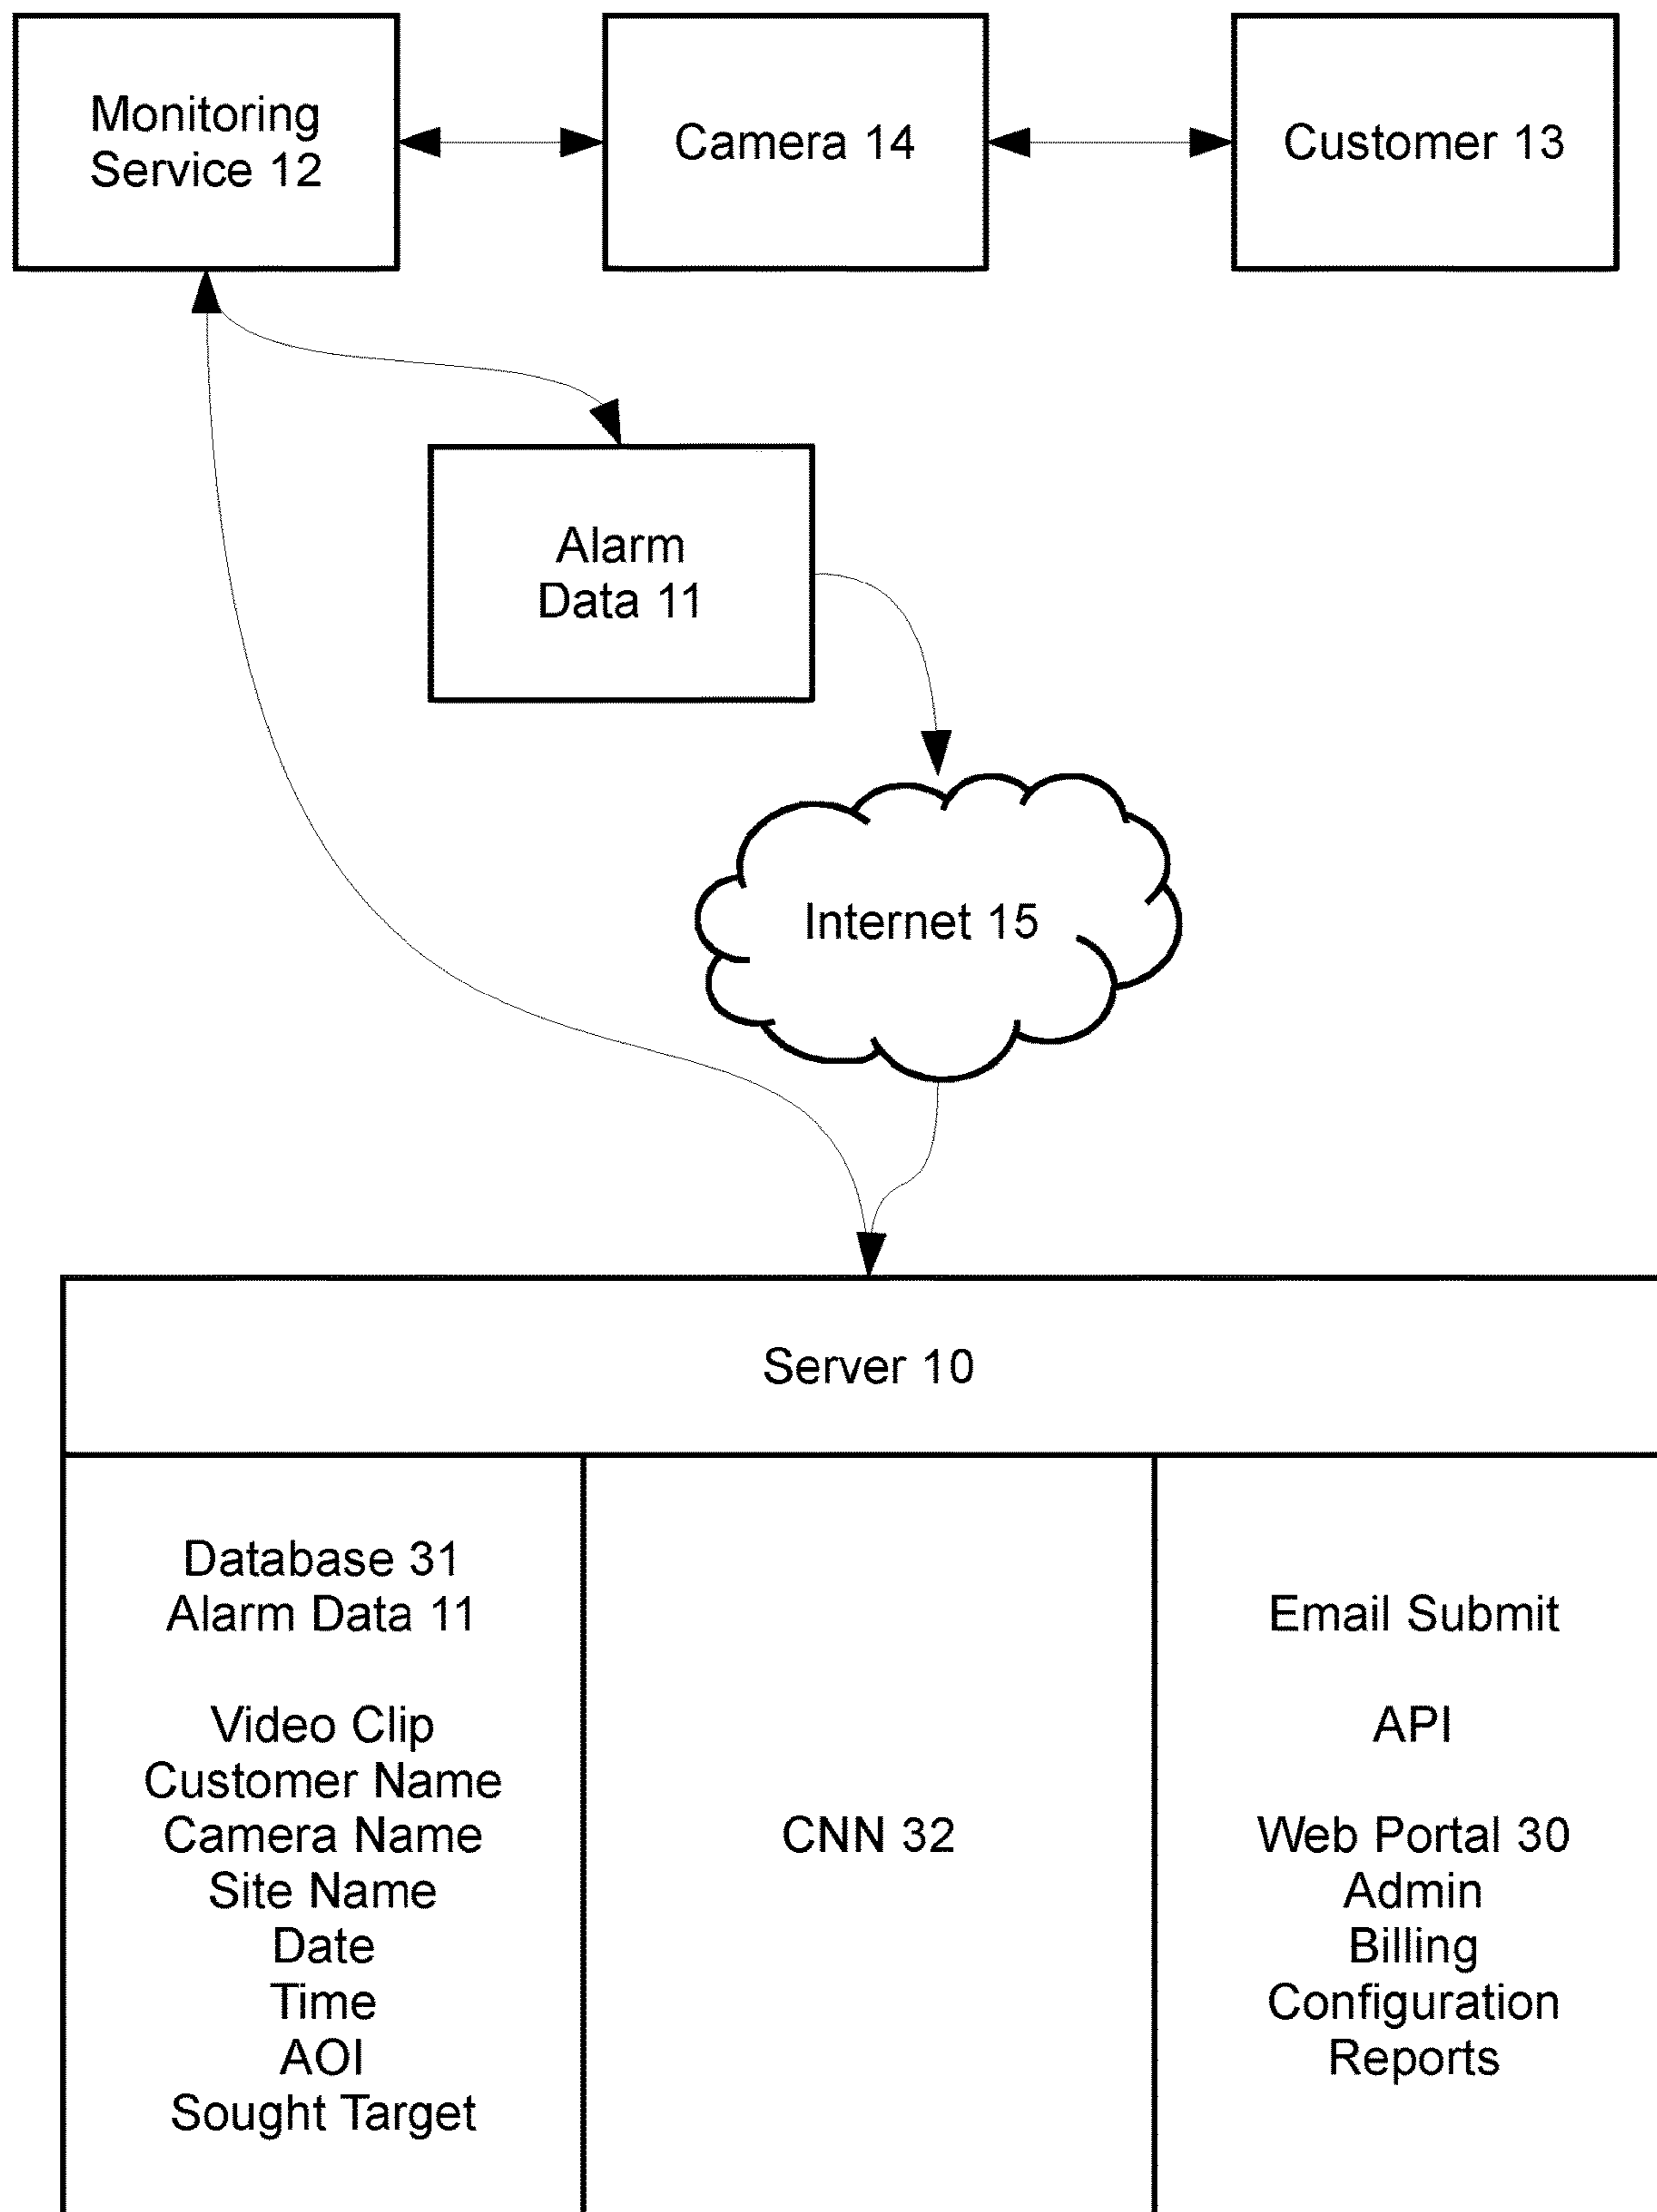 Monitoring
Service 12
Camera 14
Customer 13
Alarm
Data 11
Internet 15
Server 10
Database 31
Alarm Data 11
Video Clip
Customer Name
Camera Name
Site Name
Date
Time
AOI
Sought Target
CNN 32
Email Submit
API
Web Portal 30
Admin
Billing
Configuration
Reports